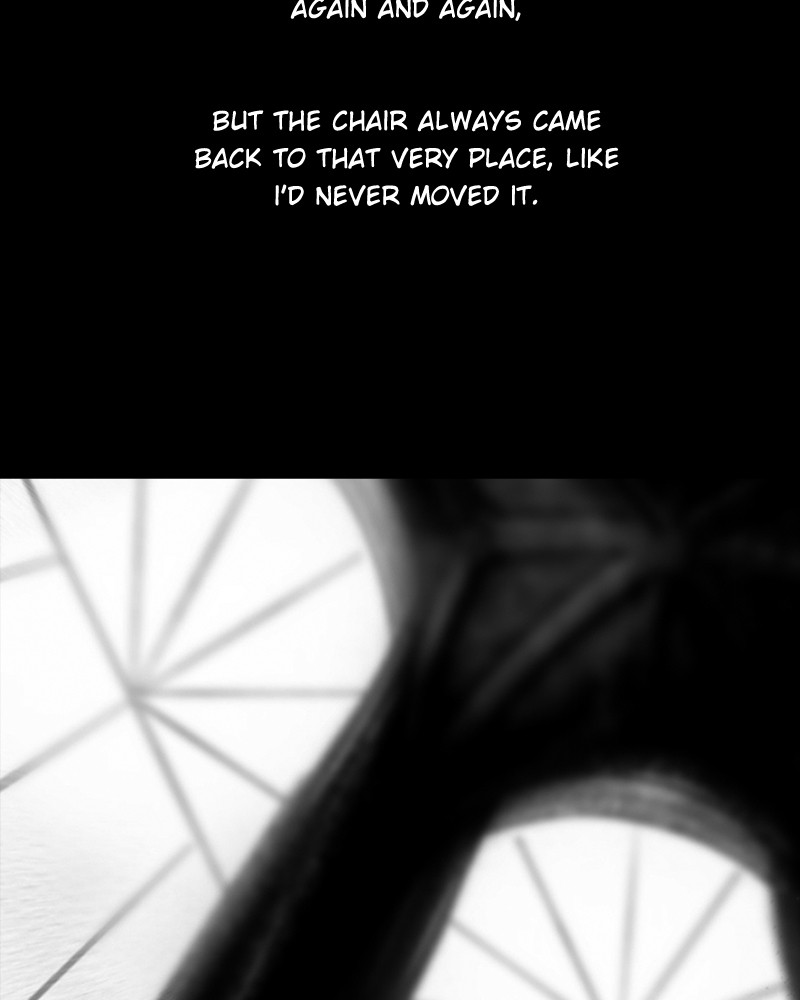 AGAIN AND AGAIN,
BUT THE CHAIR ALWAYS CAME
BACK TO THAT VERY PLACE, LIKE
I'D NEVER MOVED IT.